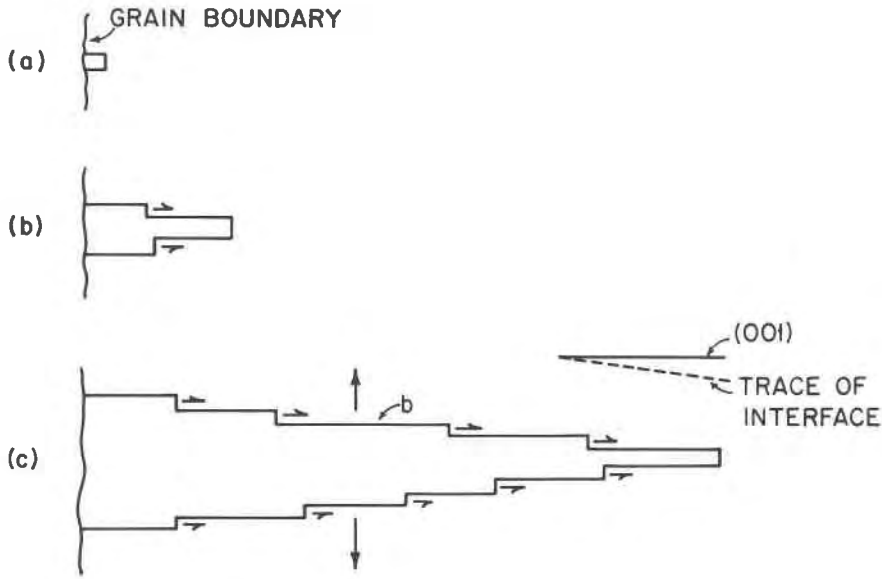 GRAIN BOUNDARY
(a)
(b)
(001)
b
TRACE OF
INTERFACE
(c)